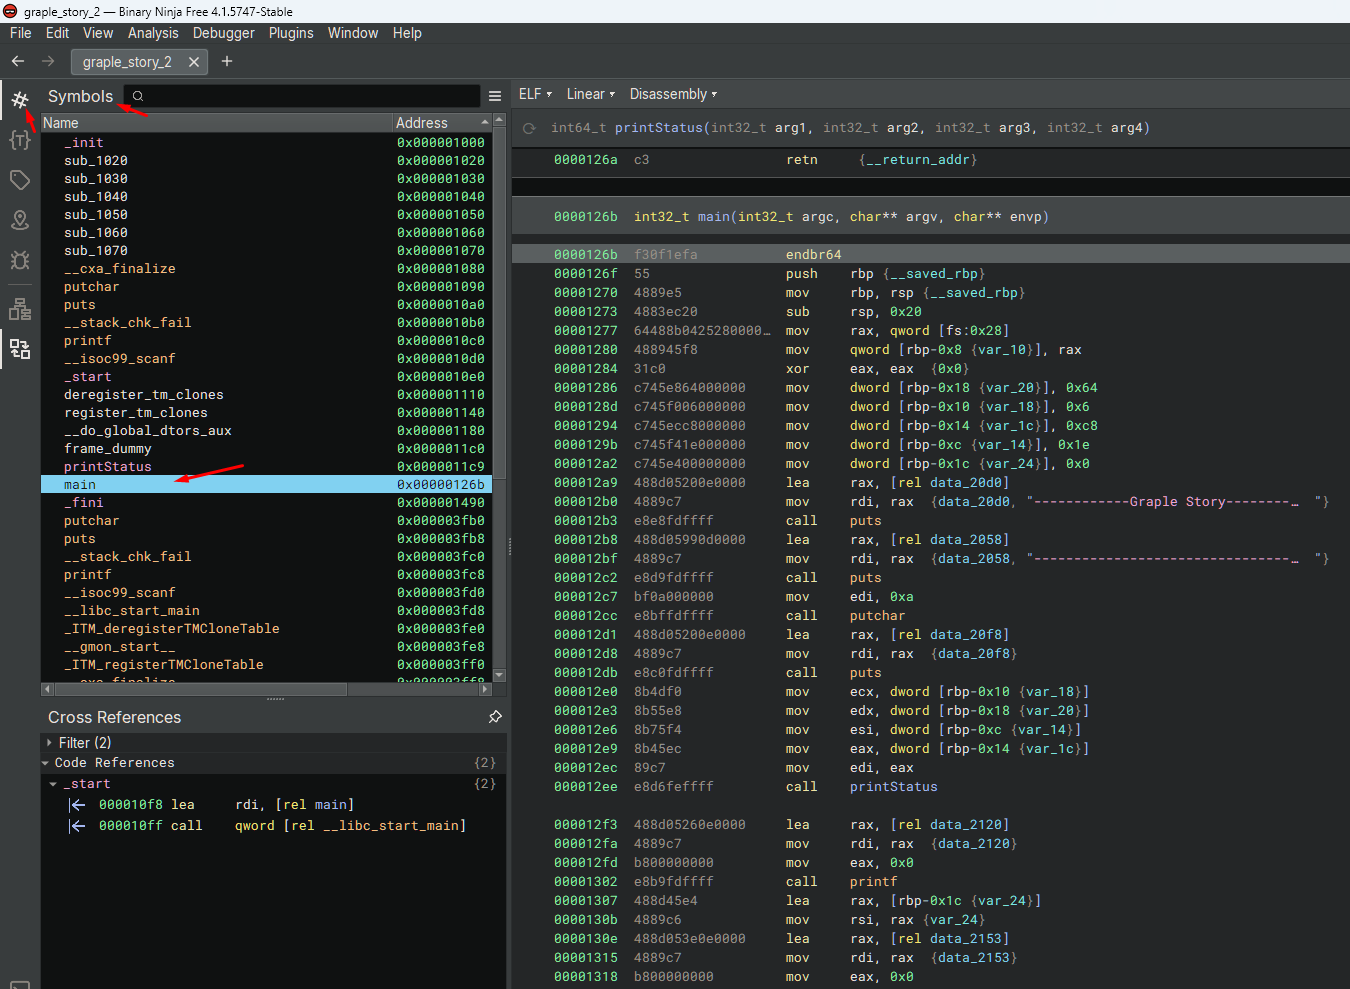 graple_story_2 — Binary Ninja Free 4.1.5747-Stable
File Edit View Analysis Debugger Plugins Window Help
graple_story_2
Symbols
Name Address
_init 0x000001000
sub_1020 0x000001020
sub_1030 0x000001030
sub_1040 0x000001040
sub_1050 0x000001050
sub_1060 0x000001060
sub_1070 0x000001070
__cxa_finalize 0x000001080
putchar 0x000001090
puts 0x0000010a0
__stack_chk_fail 0x0000010b0
printf 0x0000010c0
__isoc99_scanf 0x0000010d0
_start 0x0000010e0
deregister_tm_clones 0x000001110
register_tm_clones 0x000001140
__do_global_dtors_aux 0x000001180
frame_dummy 0x0000011c0
printStatus 0x0000011c9
main 0x00000126b
_fini 0x000001490
putchar 0x000003fb0
puts 0x000003fb8
__stack_chk_fail 0x000003fc0
printf 0x000003fc8
__isoc99_scanf 0x000003fd0
__libc_start_main 0x000003fd8
_ITM_deregisterTMCloneTable 0x000003fe0
__gmon_start__ 0x000003fe8
_ITM_registerTMCloneTable 0x000003ff0
__cxa_finalize 0x000003ff8
Cross References
Filter (2)
Code References {2}
_start {2}
000010f8 lea rdi, [rel main]
000010ff call qword [rel __libc_start_main]
ELF Linear Disassembly
int64_t printStatus(int32_t arg1, int32_t arg2, int32_t arg3, int32_t arg4)
0000126a c3 retn {__return_addr}
0000126b int32_t main(int32_t argc, char** argv, char** envp)
0000126b f30f1efa endbr64
0000126f 55 push rbp {__saved_rbp}
00001270 4889e5 mov rbp, rsp {__saved_rbp}
00001273 4883ec20 sub rsp, 0x20
00001277 64488b0425280000… mov rax, qword [fs:0x28]
00001280 488945f8 mov qword [rbp-0x8 {var_10}], rax
00001284 31c0 xor eax, eax {0x0}
00001286 c745e864000000 mov dword [rbp-0x18 {var_20}], 0x64
0000128d c745f006000000 mov dword [rbp-0x10 {var_18}], 0x6
00001294 c745ecc8000000 mov dword [rbp-0x14 {var_1c}], 0xc8
0000129b c745f41e000000 mov dword [rbp-0xc {var_14}], 0x1e
000012a2 c745e400000000 mov dword [rbp-0x1c {var_24}], 0x0
000012a9 488d05200e0000 lea rax, [rel data_20d0]
000012b0 4889c7 mov rdi, rax {data_20d0, "------------Graple Story--------… "}
000012b3 e8e8fdffff call puts
000012b8 488d05990d0000 lea rax, [rel data_2058]
000012bf 4889c7 mov rdi, rax {data_2058, "--------------------------------… "}
000012c2 e8d9fdffff call puts
000012c7 bf0a000000 mov edi, 0xa
000012cc e8bffdffff call putchar
000012d1 488d05200e0000 lea rax, [rel data_20f8]
000012d8 4889c7 mov rdi, rax {data_20f8}
000012db e8c0fdffff call puts
000012e0 8b4df0 mov ecx, dword [rbp-0x10 {var_18}]
000012e3 8b55e8 mov edx, dword [rbp-0x18 {var_20}]
000012e6 8b75f4 mov esi, dword [rbp-0xc {var_14}]
000012e9 8b45ec mov eax, dword [rbp-0x14 {var_1c}]
000012ec 89c7 mov edi, eax
000012ee e8d6feffff call printStatus
000012f3 488d05260e0000 lea rax, [rel data_2120]
000012fa 4889c7 mov rdi, rax {data_2120}
000012fd b800000000 mov eax, 0x0
00001302 e8b9fdffff call printf
00001307 488d45e4 lea rax, [rbp-0x1c {var_24}]
0000130b 4889c6 mov rsi, rax {var_24}
0000130e 488d053e0e0000 lea rax, [rel data_2153]
00001315 4889c7 mov rdi, rax {data_2153}
00001318 b800000000 mov eax, 0x0